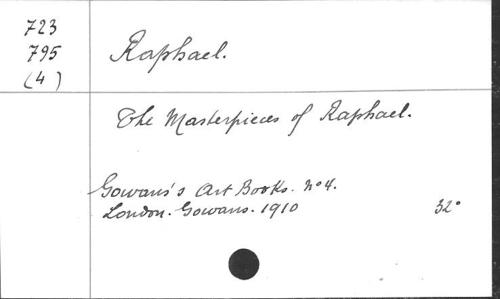 723
795
(4)
Raphael.
The Masterpieces of Raphael.
Gowans's Art Books. No 4.
London. Gowans. 1910 32°